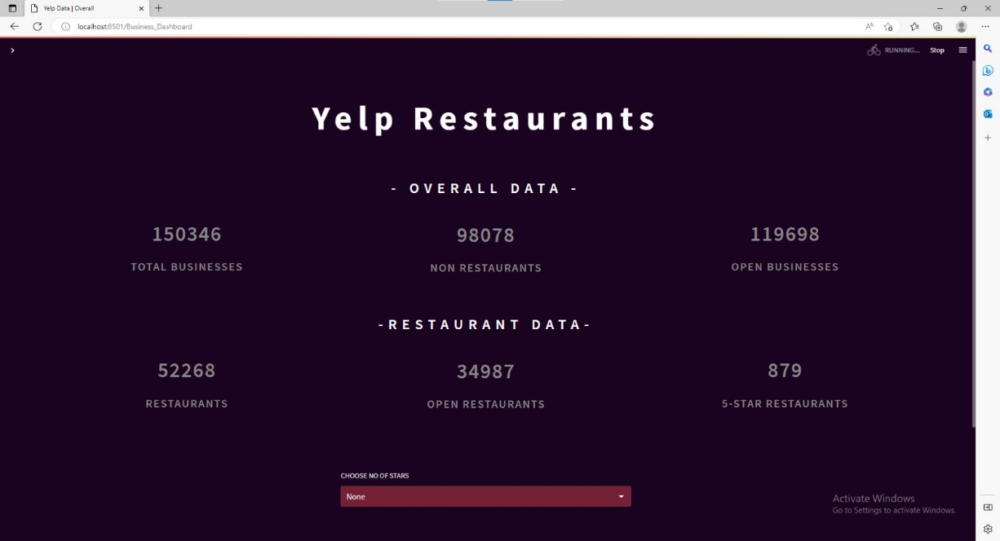 Yelp Data | Overall
localhost:8501/Business_Dashboard
RUNNING... Stop
Yelp Restaurants
- OVERALL DATA -
150346 98078 119698
TOTAL BUSINESSES NON RESTAURANTS OPEN BUSINESSES
-RESTAURANT DATA-
52268 34987 879
RESTAURANTS OPEN RESTAURANTS 5-STAR RESTAURANTS
CHOOSE NO OF STARS
None
Activate Windows
Go to Settings to activate Windows.